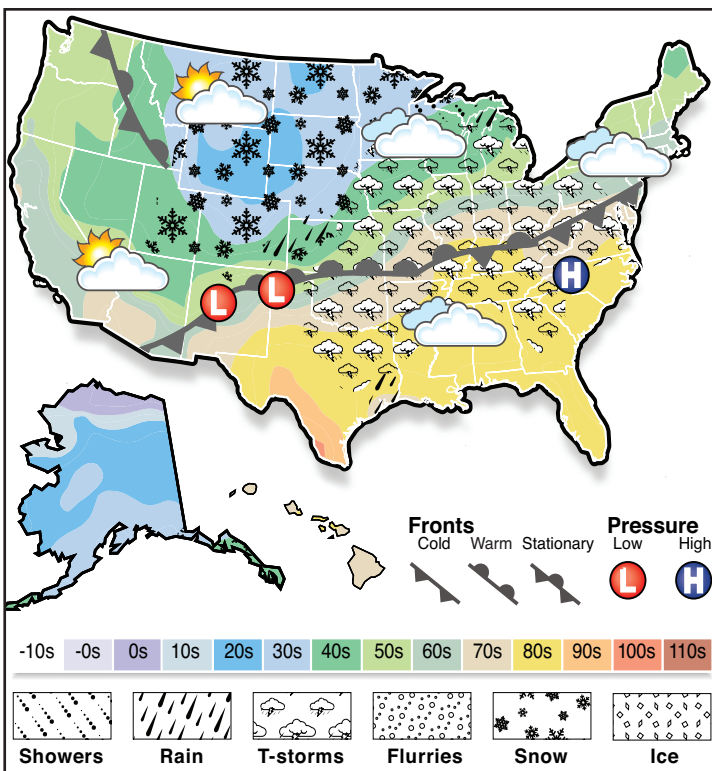 L
L
H
Fronts Pressure
Cold Warm Stationary Low High
L H
-10s -0s 0s 10s 20s 30s 40s 50s 60s 70s 80s 90s 100s 110s
Showers Rain T-storms Flurries Snow Ice